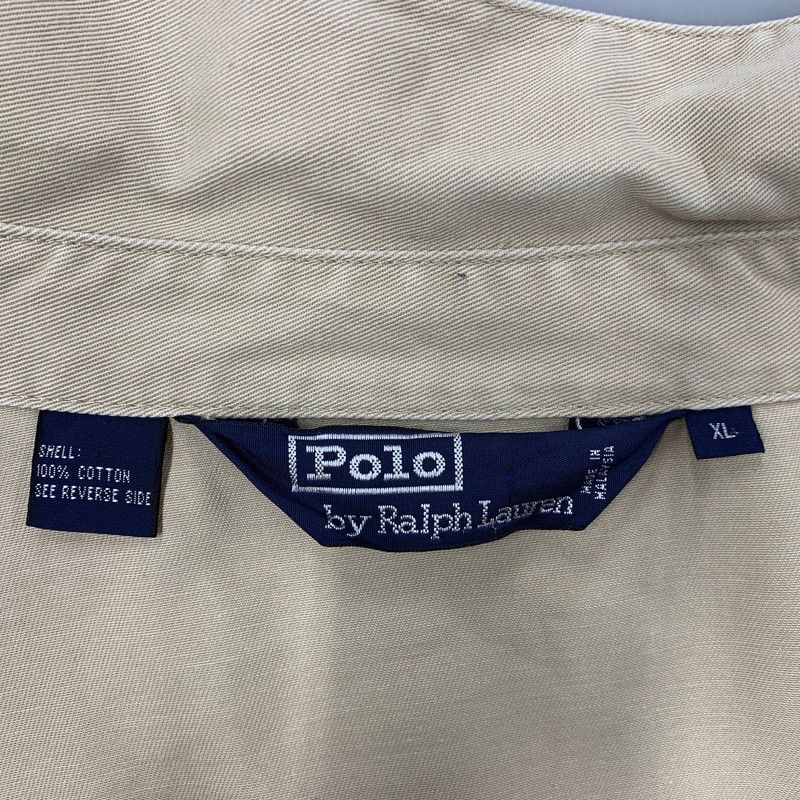 SHELL:
100% COTTON
SEE REVERSE SIDE
Polo
by Ralph Lauren
MADE IN
MALAYSIA
XL